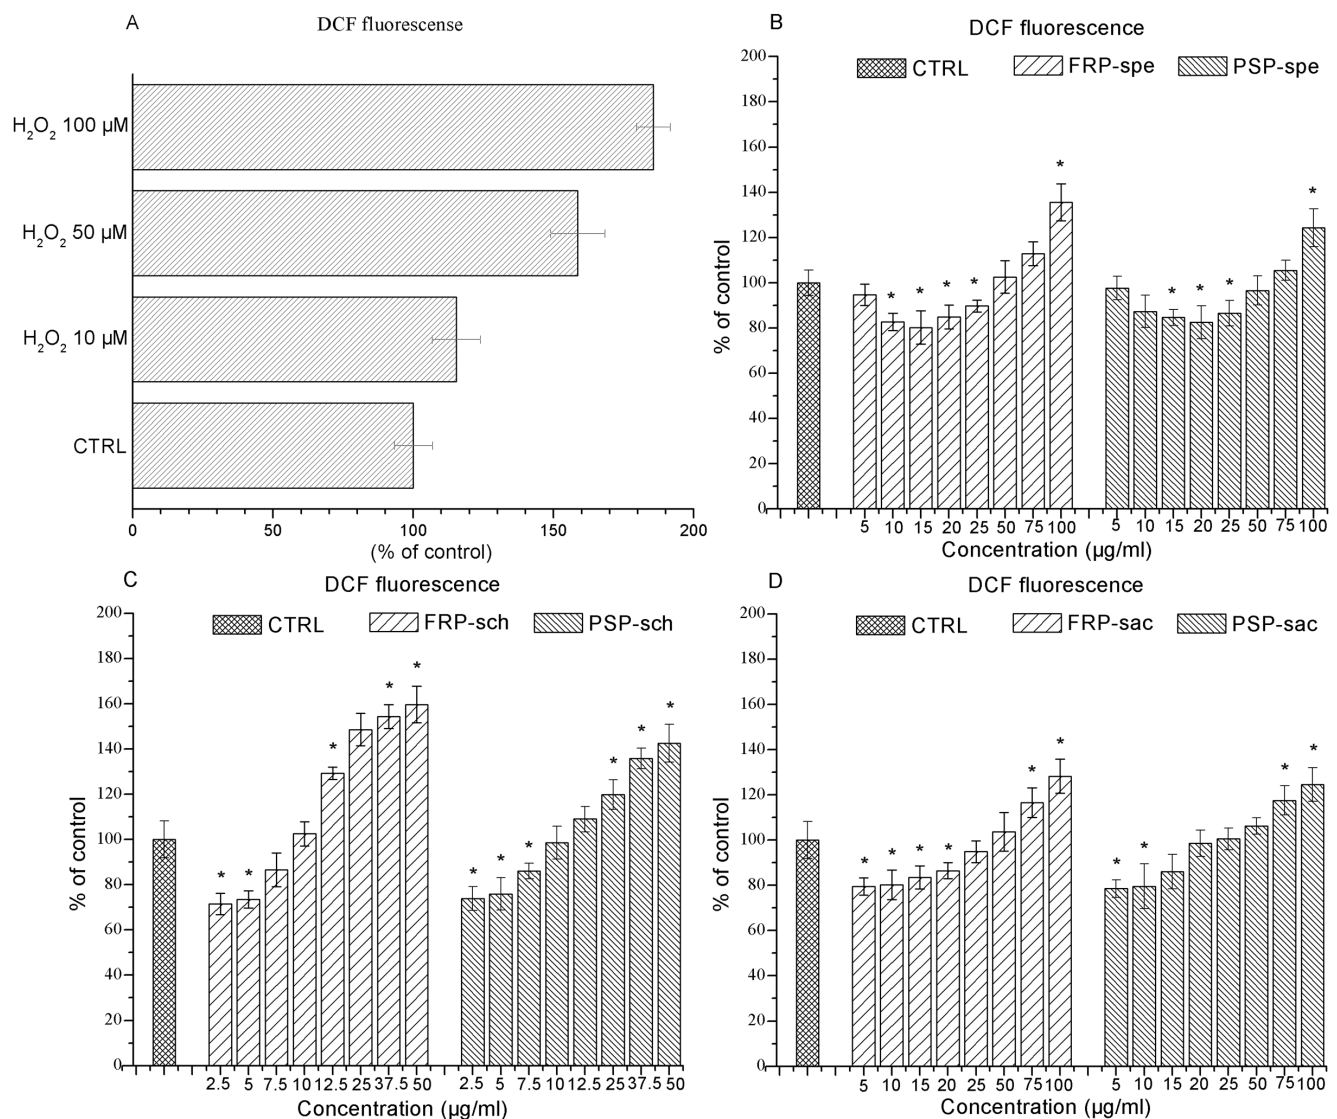 A
DCF fluorescense
H2O2 100 µM
H2O2 50 µM
H2O2 10 µM
CTRL
0 50 100 150 200
(% of control)
B
DCF fluorescence
CTRL FRP-spe PSP-spe
200
180
160
140
120
100
80
60
40
20
0
% of control
* * * * * * * * *
5 10 15 20 25 50 75 100 5 10 15 20 25 50 75 100
Concentration (µg/ml)
C
DCF fluorescence
CTRL FRP-sch PSP-sch
200
180
160
140
120
100
80
60
40
20
0
% of control
* * * * * * * * * * *
2.5 5 7.5 10 12.5 25 37.5 50 2.5 5 7.5 10 12.5 25 37.5 50
Concentration (µg/ml)
D
DCF fluorescence
CTRL FRP-sac PSP-sac
200
180
160
140
120
100
80
60
40
20
0
% of control
* * * * * * * * * *
5 10 15 20 25 50 75 100 5 10 15 20 25 50 75 100
Concentration (µg/ml)